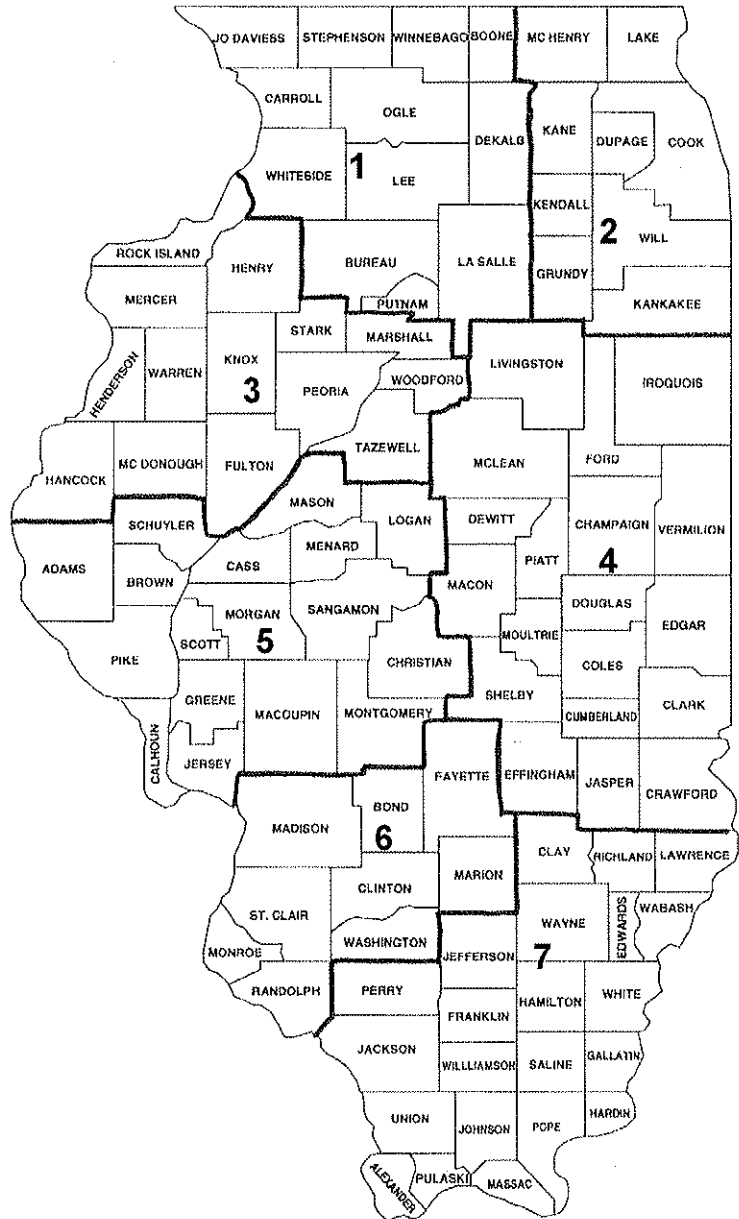 JO DAVIESS STEPHENSON WINNEBAGO BOONE MC HENRY LAKE
CARROLL OGLE DEKALB KANE DUPAGE COOK
WHITESIDE 1 LEE KENDALL 2 WILL
ROCK ISLAND HENRY BUREAU LA SALLE GRUNDY
MERCER PUTNAM KANKAKEE
STARK MARSHALL LIVINGSTON
HENDERSON WARREN KNOX 3 PEORIA WOODFORD IROQUOIS
HANCOCK MC DONOUGH FULTON TAZEWELL MCLEAN FORD
SCHUYLER MASON LOGAN DEWITT CHAMPAIGN VERMILION
ADAMS BROWN CASS MENARD MACON PIATT 4
PIKE SCOTT MORGAN 5 SANGAMON MOULTRIE DOUGLAS EDGAR
CHRISTIAN COLES
GREENE MACOUPIN MONTGOMERY SHELBY CUMBERLAND CLARK
CALHOUN JERSEY FAYETTE EFFINGHAM JASPER CRAWFORD
MADISON BOND 6
CLINTON MARION CLAY RICHLAND LAWRENCE
ST. CLAIR WAYNE EDWARDS WABASH
MONROE WASHINGTON JEFFERSON 7
RANDOLPH PERRY FRANKLIN HAMILTON WHITE
JACKSON WILLLIAMSON SALINE GALLATIN
UNION JOHNSON POPE HARDIN
ALEXANDER PULASKI MASSAC